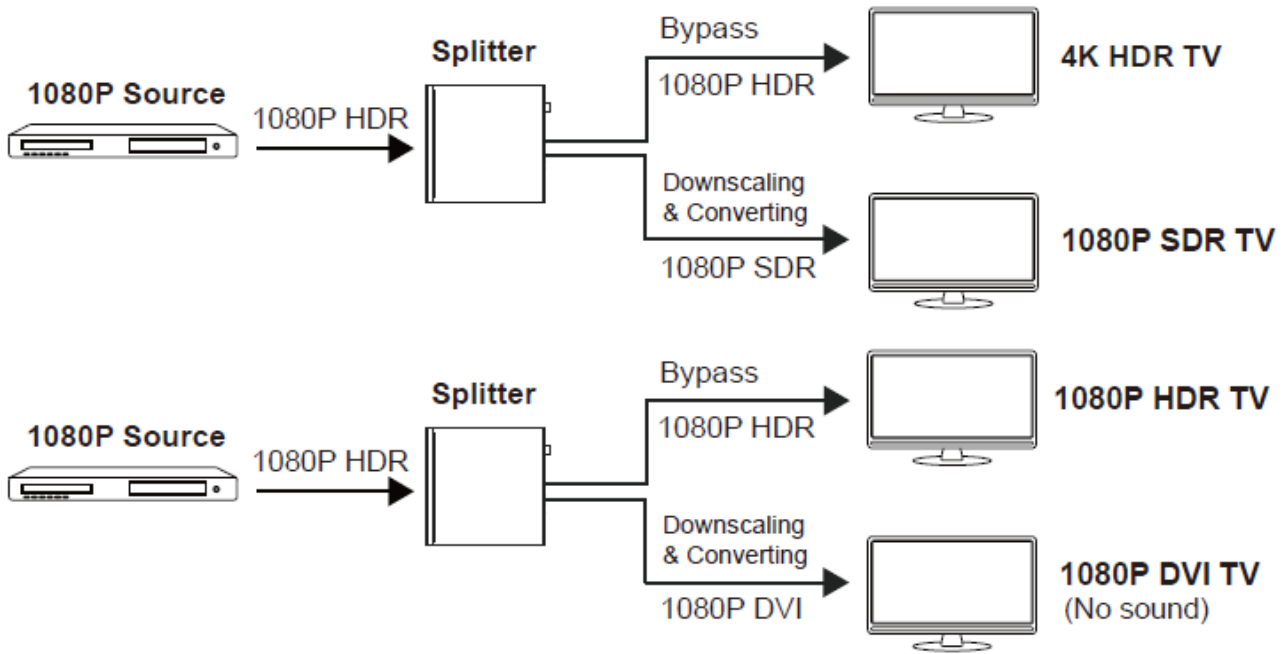 Bypass
Splitter
4K HDR TV
1080P Source
1080P HDR
1080P HDR
Downscaling
& Converting
1080P SDR TV
1080P SDR
Bypass
Splitter
1080P HDR TV
1080P Source
1080P HDR
1080P HDR
Downscaling
& Converting
1080P DVI TV
1080P DVI
(No sound)